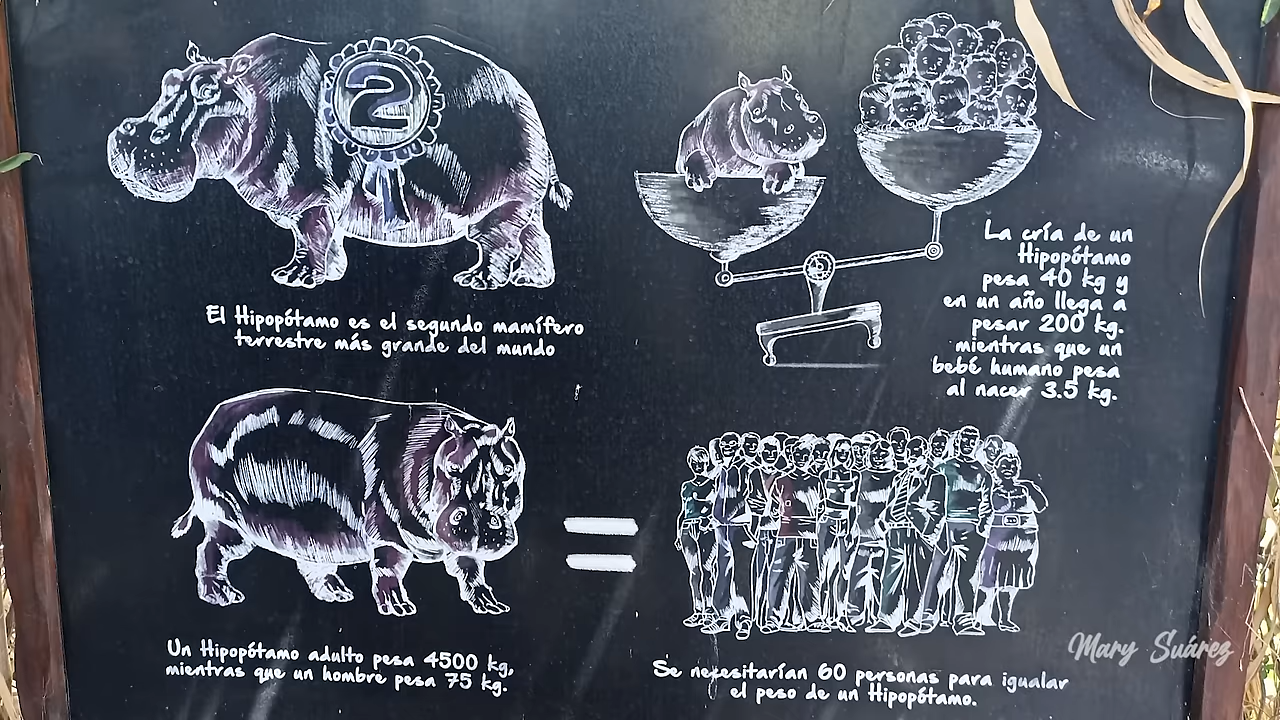 2
El Hipopótamo es el segundo mamífero
terrestre más grande del mundo
La cría de un
Hipopótamo
pesa 40 kg y
en un año llega a
pesar 200 kg.
mientras que un
bebé humano pesa
al nacer 3.5 kg.
Un Hipopótamo adulto pesa 4500 kg,
mientras que un hombre pesa 75 kg.
=
Se necesitarían 60 personas para igualar
el peso de un Hipopótamo.
Mary Suárez